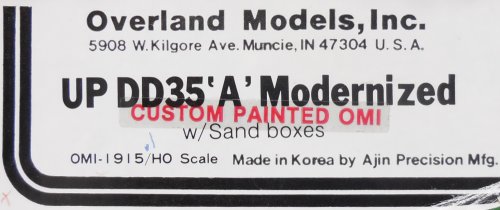 Overland Models, Inc.
5908 W. Kilgore Ave. Muncie, IN 47304 U. S. A.
UP DD35 'A' Modernized
CUSTOM PAINTED OMI
w/Sand boxes
OMI-1915/HO Scale Made in Korea by Ajin Precision Mfg.